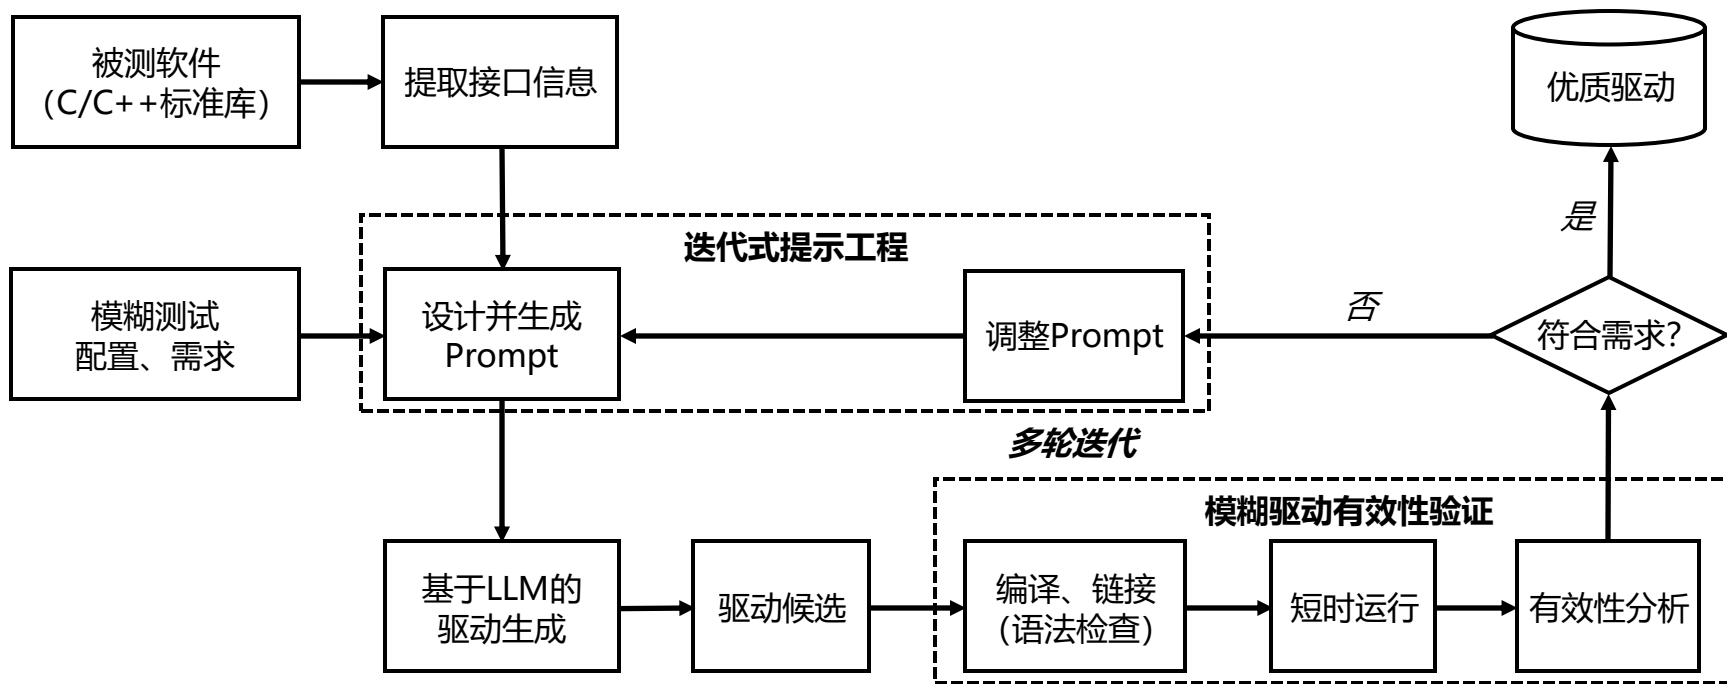 被测软件
（C/C++标准库）
提取接口信息
优质驱动
是
迭代式提示工程
模糊测试
配置、需求
设计并生成
Prompt
调整Prompt
否
符合需求?
多轮迭代
模糊驱动有效性验证
基于LLM的
驱动生成
驱动候选
编译、链接
（语法检查）
短时运行
有效性分析